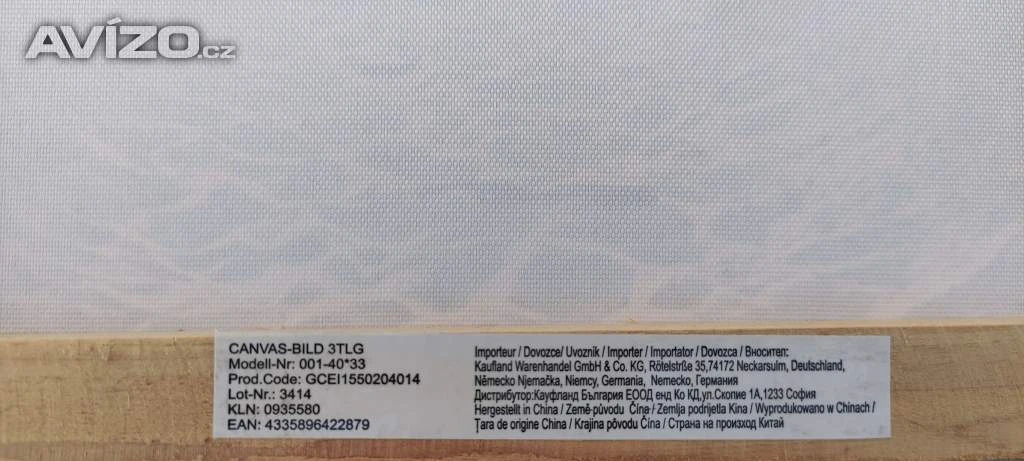 AVÍZO.cz
CANVAS-BILD 3TLG
Modell-Nr: 001-40*33
Prod.Code: GCEI1550204014
Lot-Nr.: 3414
KLN: 0935580
EAN: 4335896422879
Importeur / Dovozce/ Uvoznik / Importer / Importator / Dovozca / Вносител:
Kaufland Warenhandel GmbH & Co. KG, Rötelstrße 35,74172 Neckarsulm, Deutschland,
Německo Njemačka, Niemcy, Germania, Nemecko, Германия
Дистрибутор:Кауфланд България ЕООД енд Ко КД,ул.Скопие 1А,1233 София
Hergestellt in China / Země původu Čína / Zemlja podrijetla Kina / Wyprodukowano w Chinach /
Ţara de origine China / Krajina pôvodu Čína / Страна на произход Китай